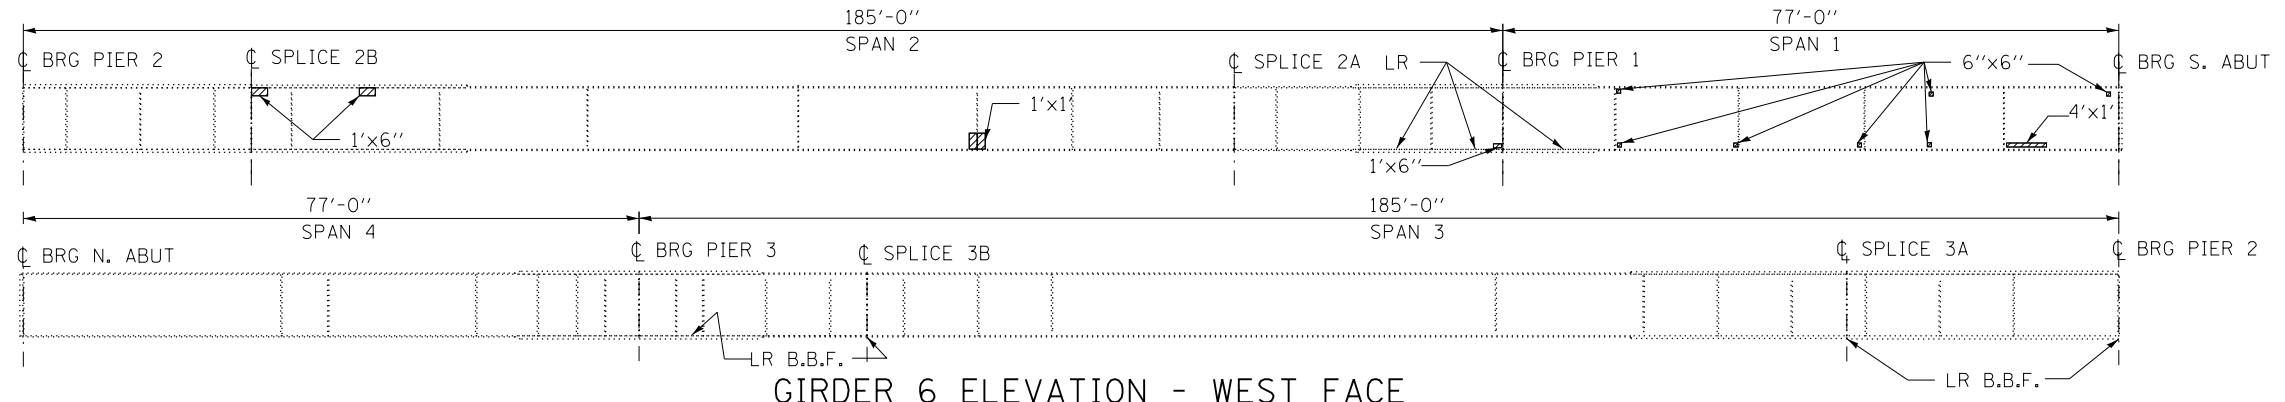 185'-0" 77'-0"
SPAN 2 SPAN 1
℄ BRG PIER 2 ℄ SPLICE 2B ℄ SPLICE 2A LR ℄ BRG PIER 1 6"x6" ℄ BRG S. ABUT
1'x1' 4'x1'
1'x6" 1'x6"
77'-0" 185'-0"
SPAN 4 SPAN 3
℄ BRG N. ABUT ℄ BRG PIER 3 ℄ SPLICE 3B ℄ SPLICE 3A ℄ BRG PIER 2
LR B.B.F. LR B.B.F.
GIRDER 6 ELEVATION - WEST FACE